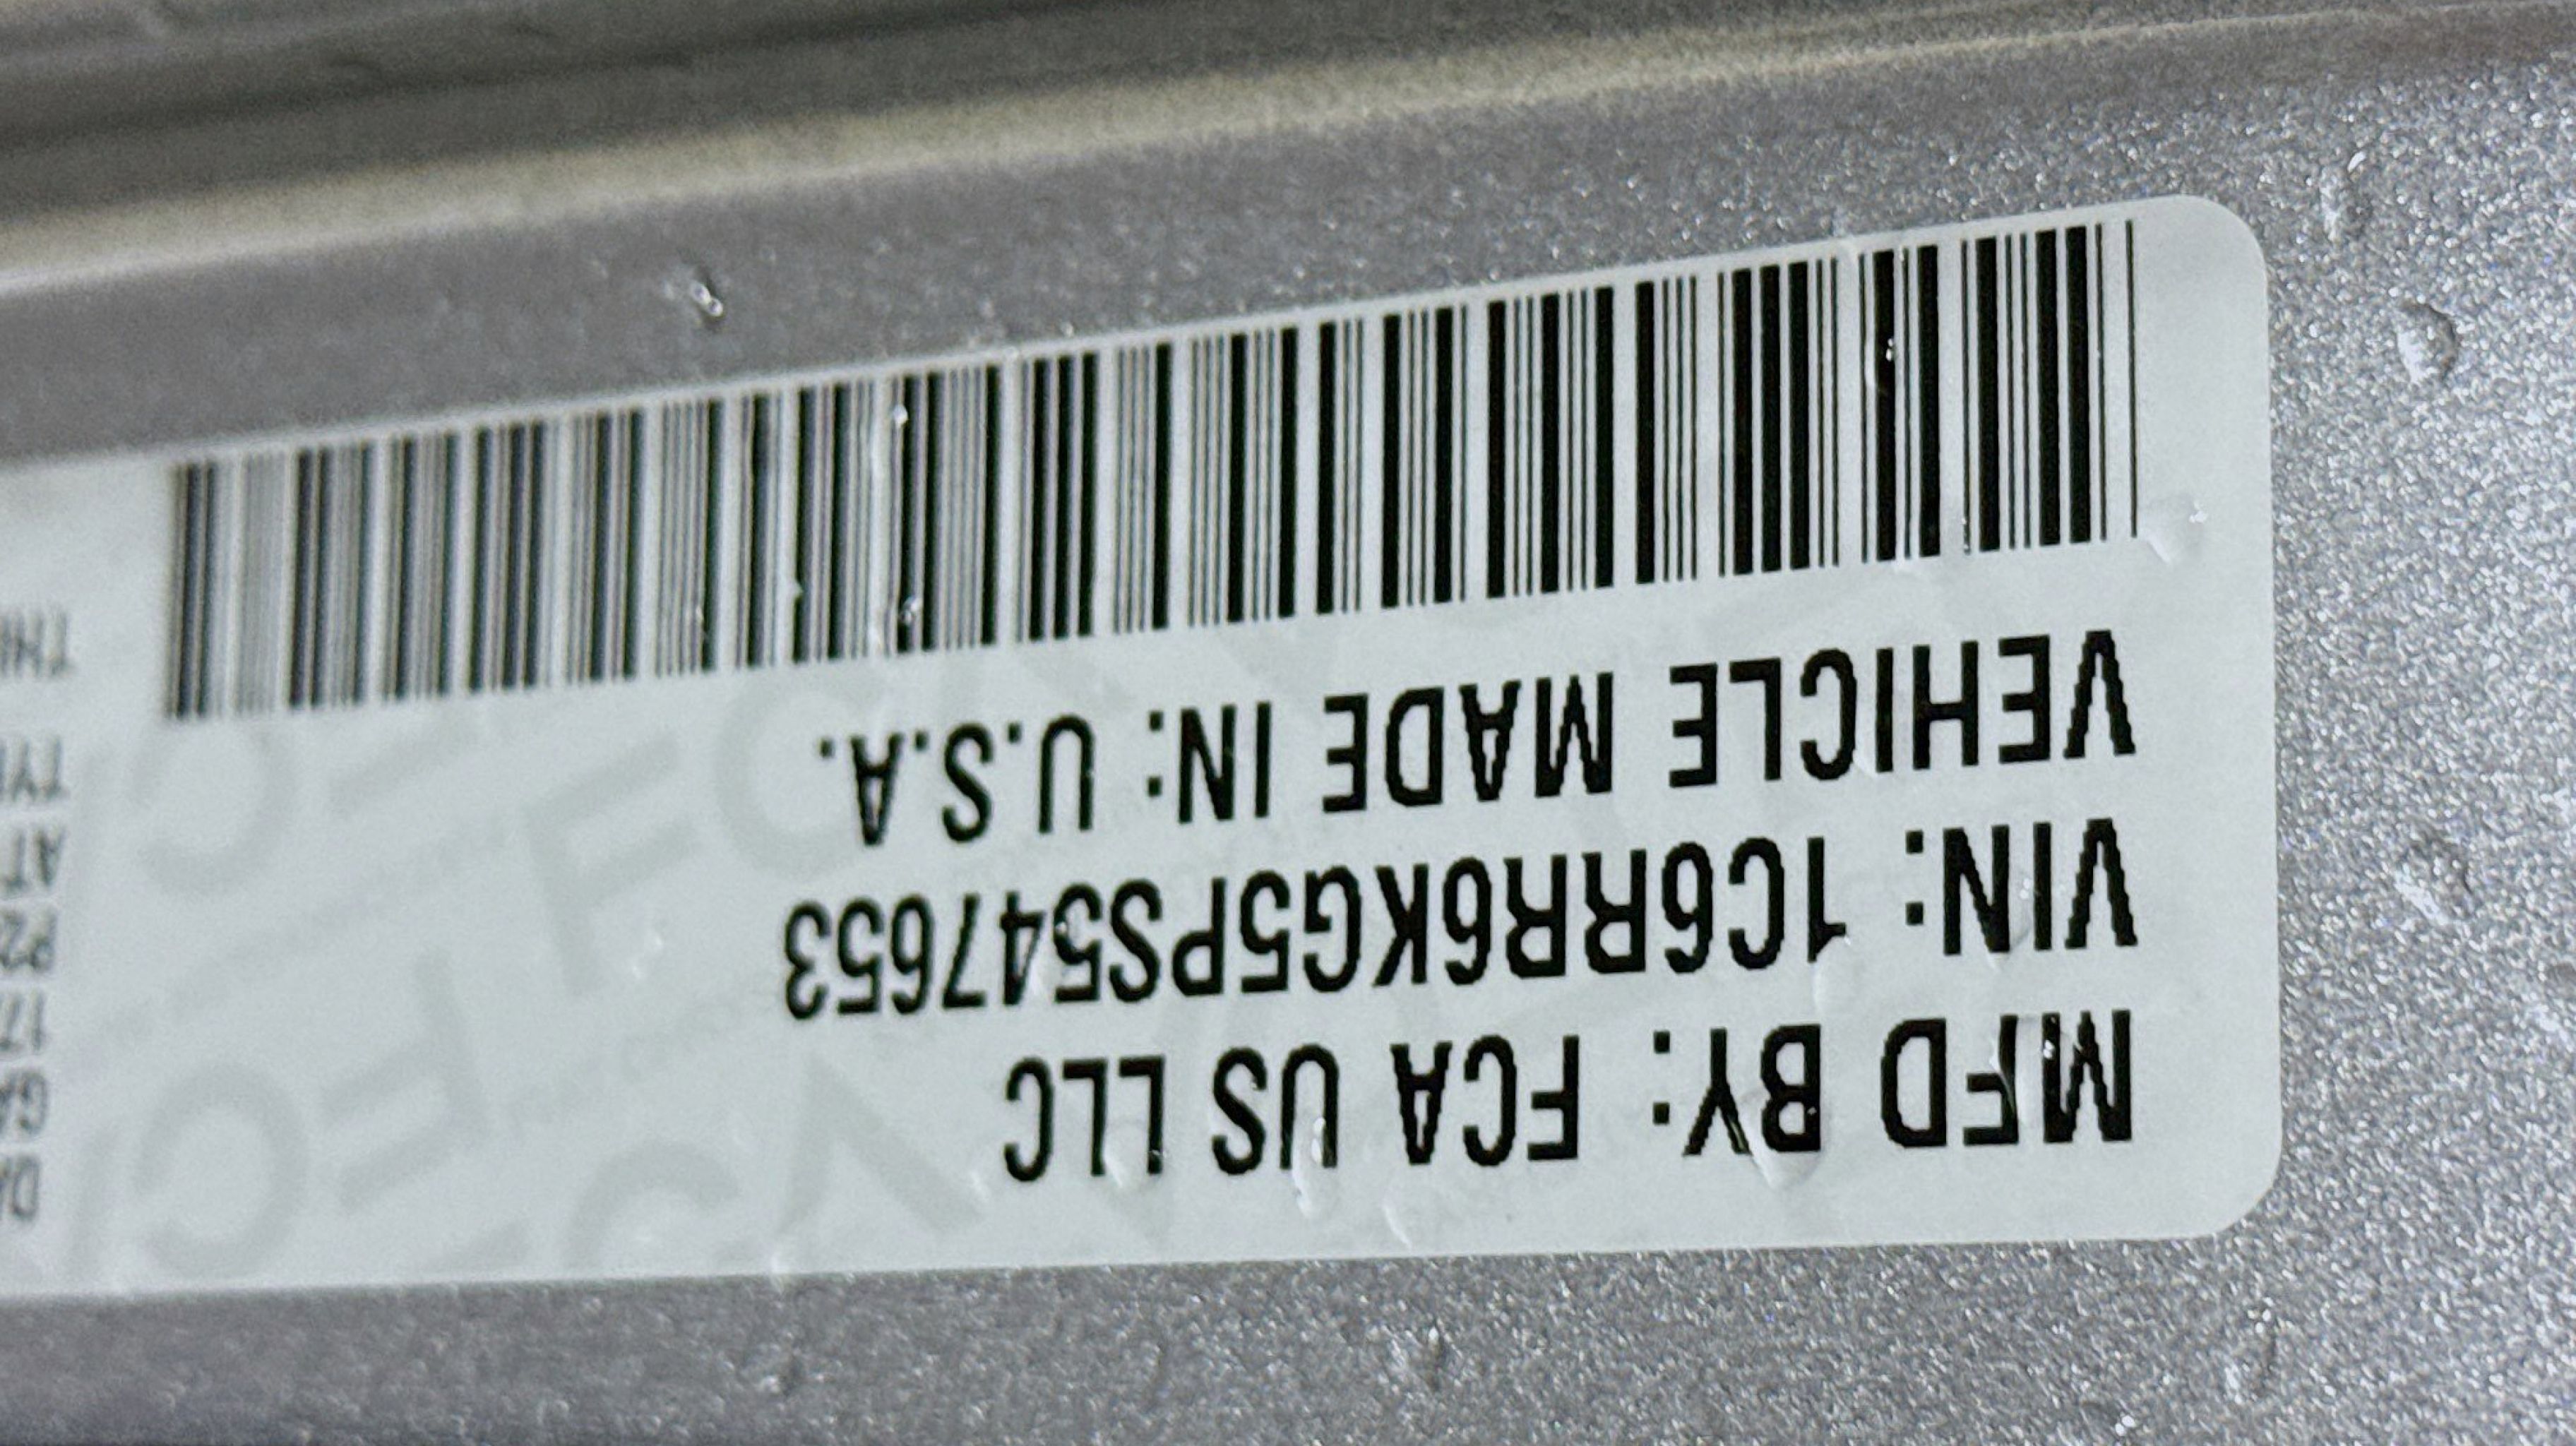 MFD BY: FCA US LLC
VIN: 1C6RR6KG5PS547653
VEHICLE MADE IN: U.S.A.